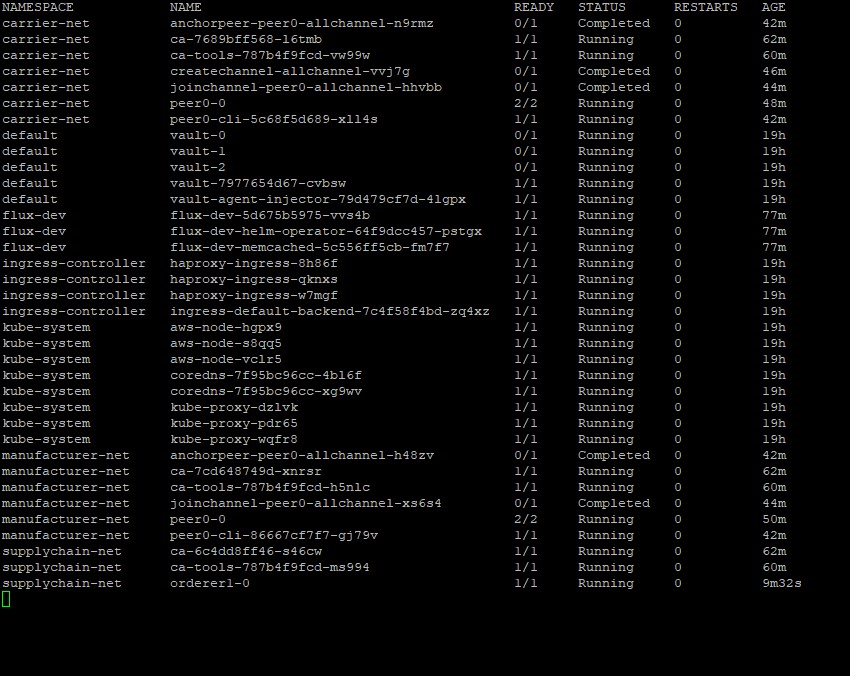 NAMESPACE NAME READY STATUS RESTARTS AGE
carrier-net anchorpeer-peer0-allchannel-n9rmz 0/1 Completed 0 42m
carrier-net ca-7689bff568-l6tmb 1/1 Running 0 62m
carrier-net ca-tools-787b4f9fcd-vw99w 1/1 Running 0 60m
carrier-net createchannel-allchannel-vvj7g 0/1 Completed 0 46m
carrier-net joinchannel-peer0-allchannel-hhvbb 0/1 Completed 0 44m
carrier-net peer0-0 2/2 Running 0 48m
carrier-net peer0-cli-5c68f5d689-xll4s 1/1 Running 0 42m
default vault-0 0/1 Running 0 19h
default vault-1 0/1 Running 0 19h
default vault-2 0/1 Running 0 19h
default vault-7977654d67-cvbsw 1/1 Running 0 19h
default vault-agent-injector-79d479cf7d-4lgpx 1/1 Running 0 19h
flux-dev flux-dev-5d675b5975-vvs4b 1/1 Running 0 77m
flux-dev flux-dev-helm-operator-64f9dcc457-pstgx 1/1 Running 0 77m
flux-dev flux-dev-memcached-5c556ff5cb-fm7f7 1/1 Running 0 77m
ingress-controller haproxy-ingress-8h86f 1/1 Running 0 19h
ingress-controller haproxy-ingress-qknxs 1/1 Running 0 19h
ingress-controller haproxy-ingress-w7mgf 1/1 Running 0 19h
ingress-controller ingress-default-backend-7c4f58f4bd-zq4xz 1/1 Running 0 19h
kube-system aws-node-hgpx9 1/1 Running 0 19h
kube-system aws-node-s8qq5 1/1 Running 0 19h
kube-system aws-node-vclr5 1/1 Running 0 19h
kube-system coredns-7f95bc96cc-4bl6f 1/1 Running 0 19h
kube-system coredns-7f95bc96cc-xg9wv 1/1 Running 0 19h
kube-system kube-proxy-dzlvk 1/1 Running 0 19h
kube-system kube-proxy-pdr65 1/1 Running 0 19h
kube-system kube-proxy-wqfr8 1/1 Running 0 19h
manufacturer-net anchorpeer-peer0-allchannel-h48zv 0/1 Completed 0 42m
manufacturer-net ca-7cd648749d-xnrsr 1/1 Running 0 62m
manufacturer-net ca-tools-787b4f9fcd-h5nlc 1/1 Running 0 60m
manufacturer-net joinchannel-peer0-allchannel-xs6s4 0/1 Completed 0 44m
manufacturer-net peer0-0 2/2 Running 0 50m
manufacturer-net peer0-cli-86667cf7f7-gj79v 1/1 Running 0 42m
supplychain-net ca-6c4dd8ff46-s46cw 1/1 Running 0 62m
supplychain-net ca-tools-787b4f9fcd-ms994 1/1 Running 0 60m
supplychain-net orderer1-0 1/1 Running 0 9m32s